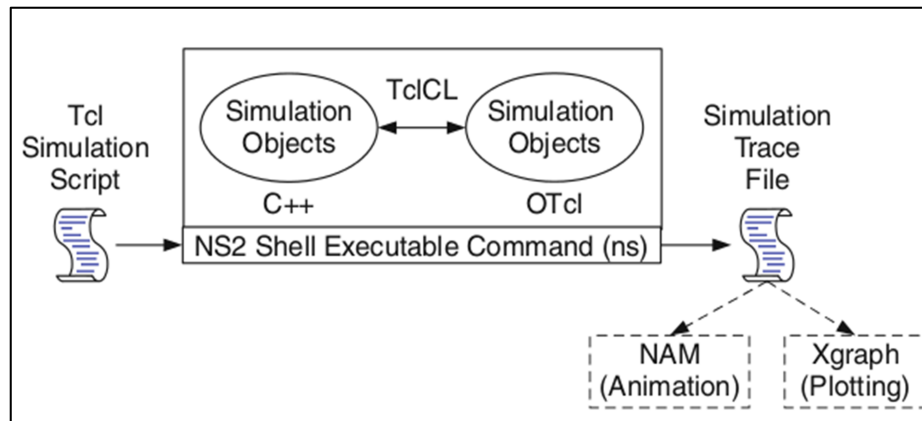 Tcl
Simulation
Script
TclCL
Simulation
Objects
Simulation
Objects
C++
OTcl
NS2 Shell Executable Command (ns)
Simulation
Trace
File
NAM
(Animation)
Xgraph
(Plotting)